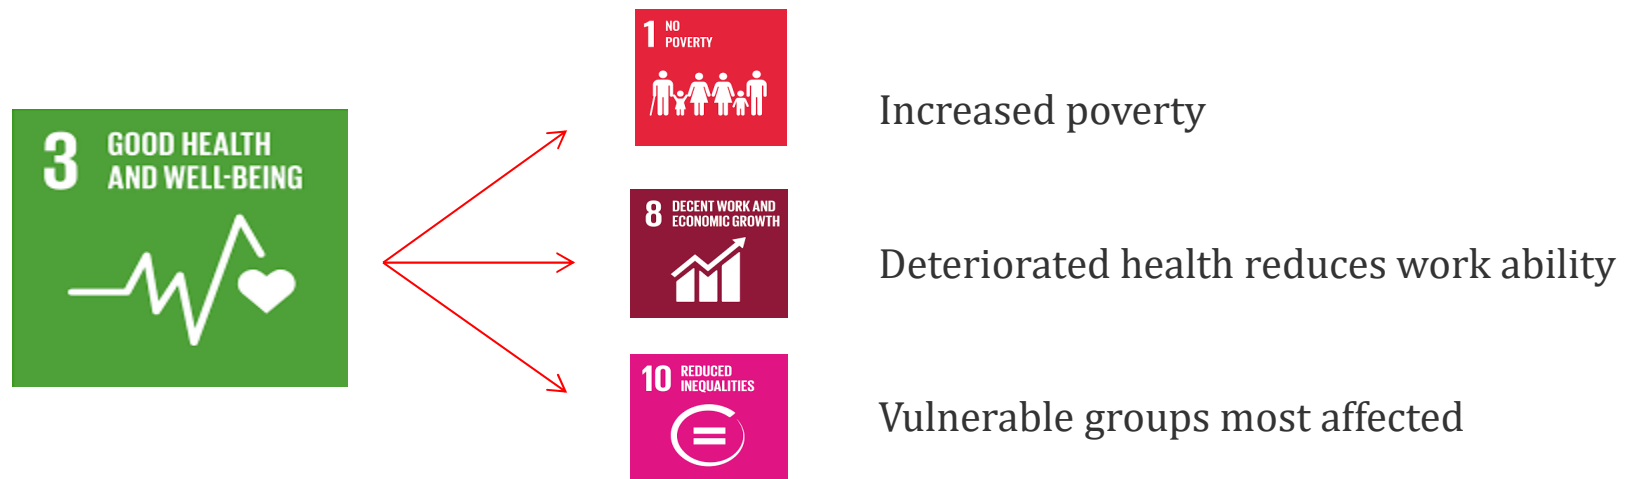 3 GOOD HEALTH
AND WELL-BEING
1 NO
POVERTY
Increased poverty
8 DECENT WORK AND
ECONOMIC GROWTH
Deteriorated health reduces work ability
10 REDUCED
INEQUALITIES
Vulnerable groups most affected